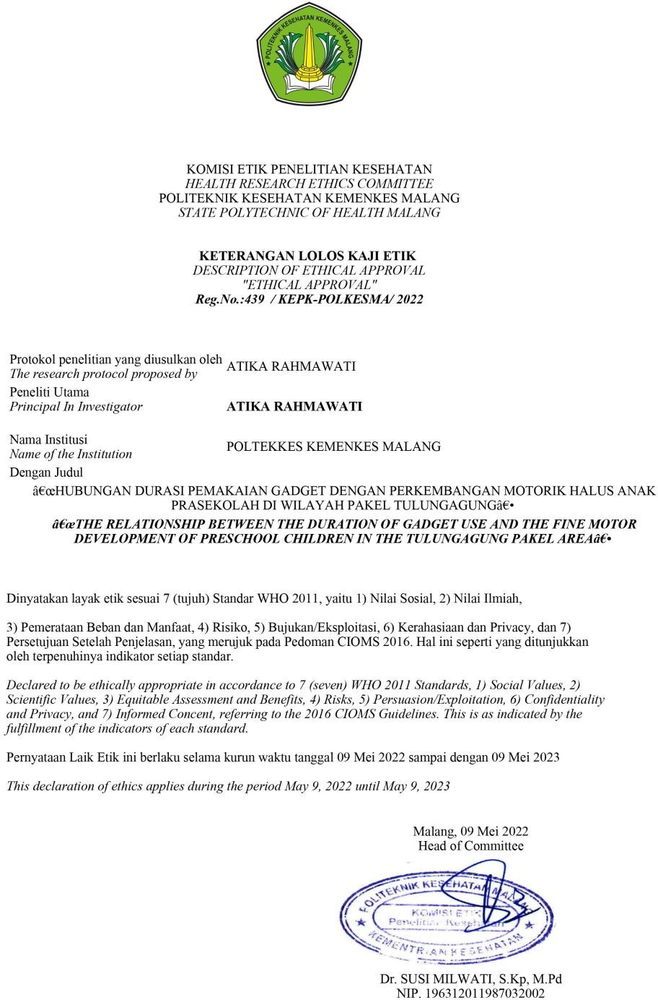 POLITEKNIK KESEHATAN KEMENKES MALANG
KOMISI ETIK PENELITIAN KESEHATAN
HEALTH RESEARCH ETHICS COMMITTEE
POLITEKNIK KESEHATAN KEMENKES MALANG
STATE POLYTECHNIC OF HEALTH MALANG
KETERANGAN LOLOS KAJI ETIK
DESCRIPTION OF ETHICAL APPROVAL
"ETHICAL APPROVAL"
Reg.No.:439 / KEPK-POLKESMA/ 2022
Protokol penelitian yang diusulkan oleh
The research protocol proposed by
ATIKA RAHMAWATI
Peneliti Utama
Principal In Investigator
ATIKA RAHMAWATI
Nama Institusi
Name of the Institution
POLTEKKES KEMENKES MALANG
Dengan Judul
â€œHUBUNGAN DURASI PEMAKAIAN GADGET DENGAN PERKEMBANGAN MOTORIK HALUS ANAK
PRASEKOLAH DI WILAYAH PAKEL TULUNGAGUNGâ€•
â€œTHE RELATIONSHIP BETWEEN THE DURATION OF GADGET USE AND THE FINE MOTOR
DEVELOPMENT OF PRESCHOOL CHILDREN IN THE TULUNGAGUNG PAKEL AREAâ€•
Dinyatakan layak etik sesuai 7 (tujuh) Standar WHO 2011, yaitu 1) Nilai Sosial, 2) Nilai Ilmiah,
3) Pemerataan Beban dan Manfaat, 4) Risiko, 5) Bujukan/Eksploitasi, 6) Kerahasiaan dan Privacy, dan 7)
Persetujuan Setelah Penjelasan, yang merujuk pada Pedoman CIOMS 2016. Hal ini seperti yang ditunjukkan
oleh terpenuhinya indikator setiap standar.
Declared to be ethically appropriate in accordance to 7 (seven) WHO 2011 Standards, 1) Social Values, 2)
Scientific Values, 3) Equitable Assessment and Benefits, 4) Risks, 5) Persuasion/Exploitation, 6) Confidentiality
and Privacy, and 7) Informed Concent, referring to the 2016 CIOMS Guidelines. This is as indicated by the
fulfillment of the indicators of each standard.
Pernyataan Laik Etik ini berlaku selama kurun waktu tanggal 09 Mei 2022 sampai dengan 09 Mei 2023
This declaration of ethics applies during the period May 9, 2022 until May 9, 2023
Malang, 09 Mei 2022
Head of Committee
POLITEKNIK KESEHATAN MALANG
KOMISI ETIK
Penelitian Kesehatan
KEMENTRIAN KESEHATAN
Dr. SUSI MILWATI, S.Kp, M.Pd
NIP. 196312011987032002